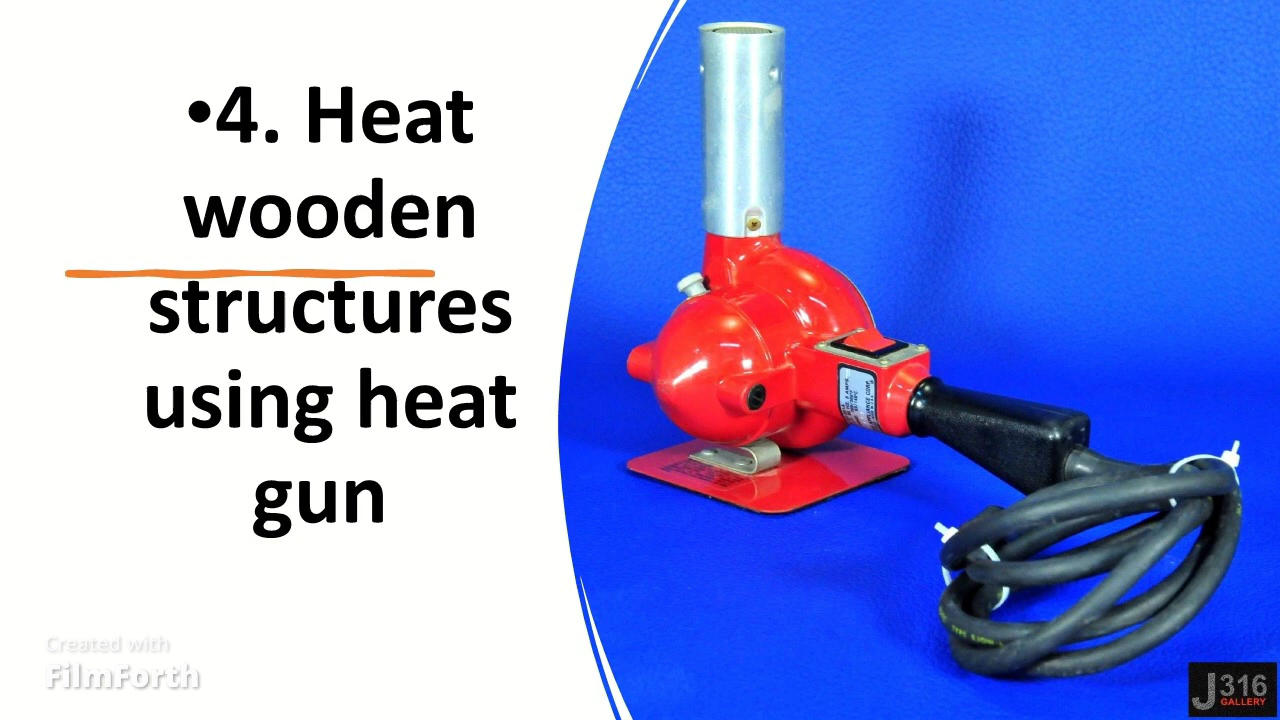 •4. Heat
wooden
structures
using heat
gun
Created with
FilmForth
J316
GALLERY